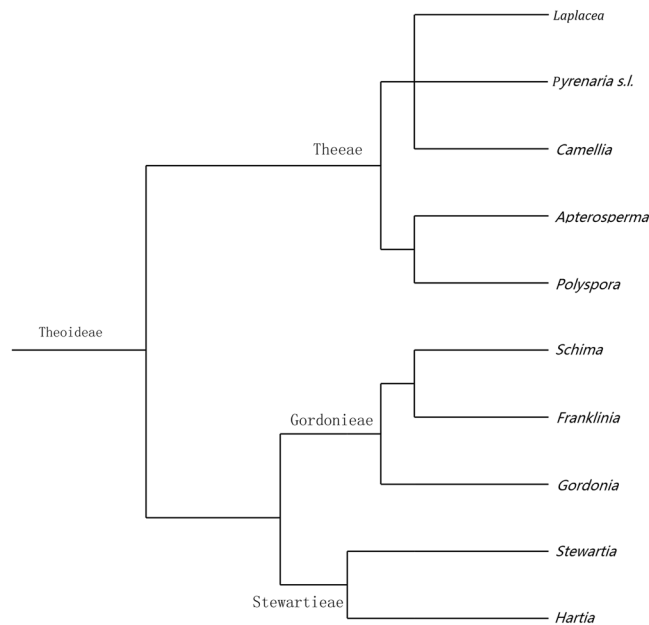 Laplacea
Pyrenaria s.l.
Theeae
Camellia
Apterosperma
Polyspora
Theoideae
Schima
Gordonieae
Franklinia
Gordonia
Stewartia
Stewartieae
Hartia